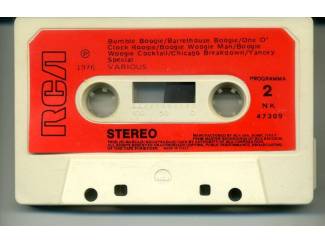 Bumble Boogie/Barrelhouse Boogie/One O'
Clock Boogie/Boogie Woogie Man/Boogie
Woogie Cocktail/Chicago Breakdown/Yancey
Special
℗
1976 VARIOUS
PROGRAMMA
2
NK
47309
RCA
STEREO